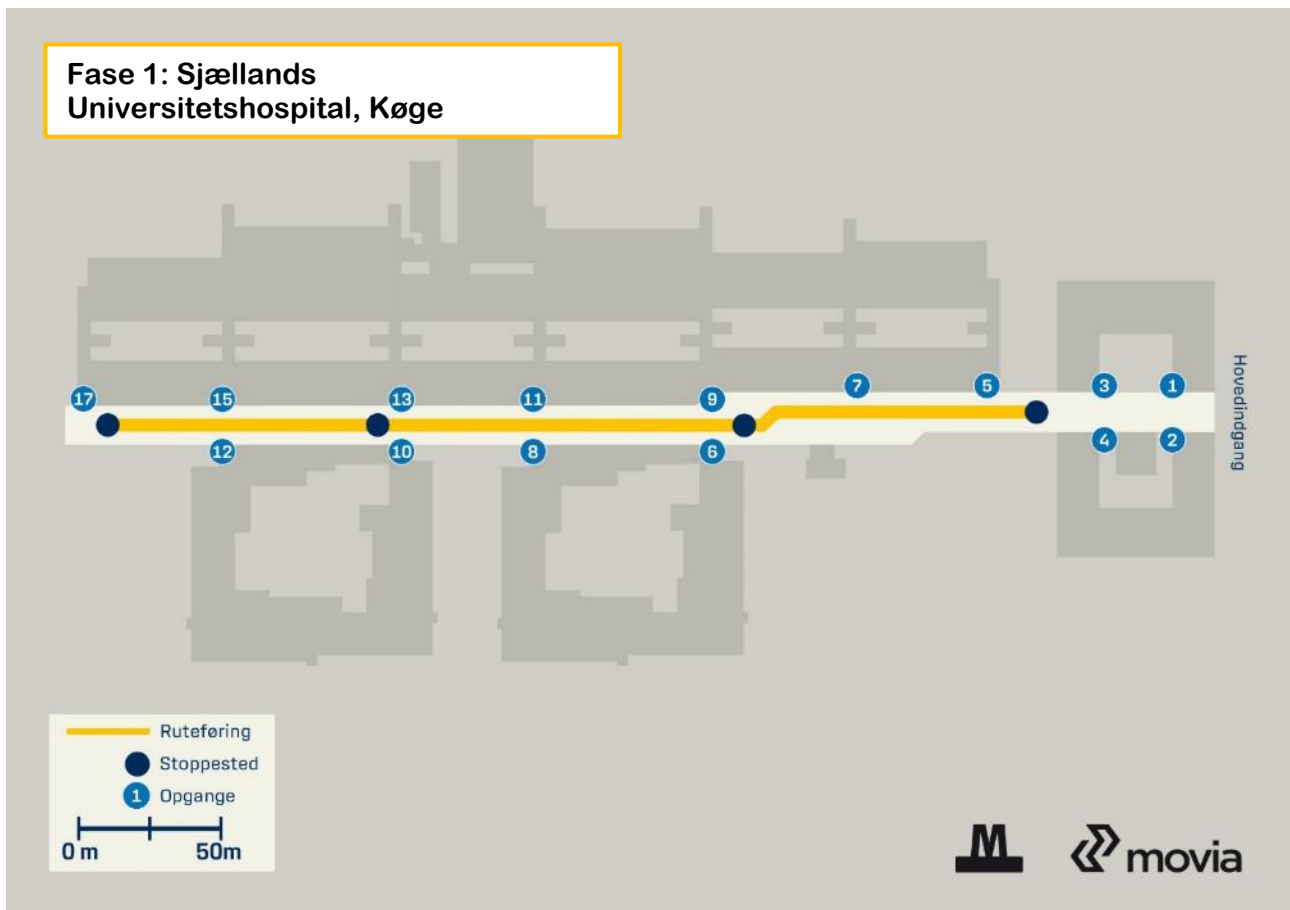 Fase 1: Sjællands
Universitetshospital, Køge
17
15
13
11
9
7
5
3
1
12
10
8
6
4
2
Hovedindgang
Ruteføring
Stoppested
1 Opgange
0 m 50m
M
movia